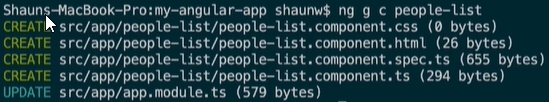 Shauns-MacBook-Pro:my-angular-app shaunw$ ng g c people-list
CREATE src/app/people-list/people-list.component.css (0 bytes)
CREATE src/app/people-list/people-list.component.html (26 bytes)
CREATE src/app/people-list/people-list.component.spec.ts (655 bytes)
CREATE src/app/people-list/people-list.component.ts (294 bytes)
UPDATE src/app/app.module.ts (579 bytes)